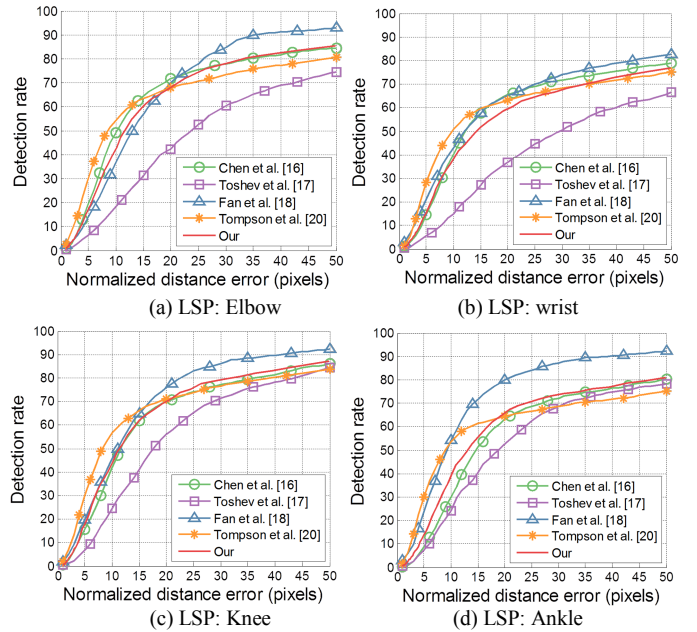 Detection rate
100
90
80
70
60
50
40
30
20
10
0
Chen et al. [16]
Toshev et al. [17]
Fan et al. [18]
Tompson et al. [20]
Our
0 5 10 15 20 25 30 35 40 45 50
Normalized distance error (pixels)
(a) LSP: Elbow
Detection rate
100
90
80
70
60
50
40
30
20
10
0
Chen et al. [16]
Toshev et al. [17]
Fan et al. [18]
Tompson et al. [20]
Our
0 5 10 15 20 25 30 35 40 45 50
Normalized distance error (pixels)
(b) LSP: wrist
Detection rate
100
90
80
70
60
50
40
30
20
10
0
Chen et al. [16]
Toshev et al. [17]
Fan et al. [18]
Tompson et al. [20]
Our
0 5 10 15 20 25 30 35 40 45 50
Normalized distance error (pixels)
(c) LSP: Knee
Detection rate
100
90
80
70
60
50
40
30
20
10
0
Chen et al. [16]
Toshev et al. [17]
Fan et al. [18]
Tompson et al. [20]
Our
0 5 10 15 20 25 30 35 40 45 50
Normalized distance error (pixels)
(d) LSP: Ankle